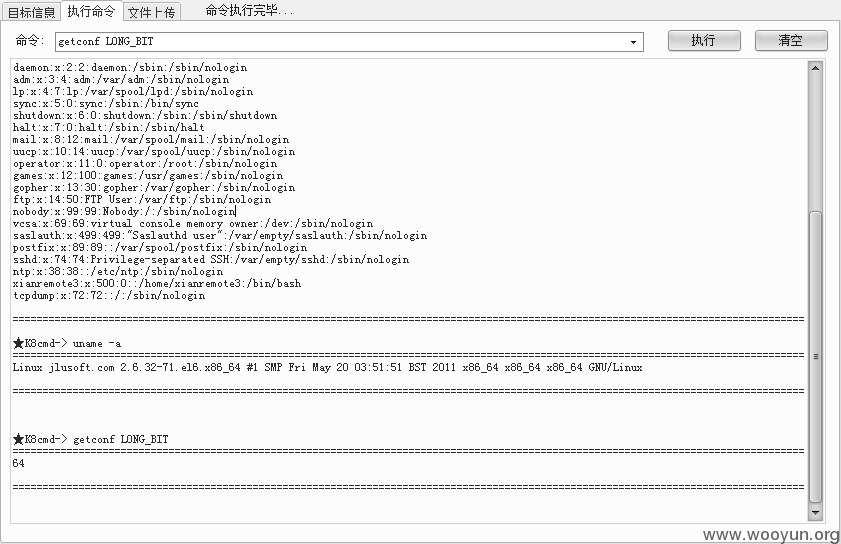 目标信息 执行命令 文件上传 命令执行完毕...
命令: getconf LONG_BIT 执行 清空
daemon:x:2:2:daemon:/sbin:/sbin/nologin
adm:x:3:4:adm:/var/adm:/sbin/nologin
lp:x:4:7:lp:/var/spool/lpd:/sbin/nologin
sync:x:5:0:sync:/sbin:/bin/sync
shutdown:x:6:0:shutdown:/sbin:/sbin/shutdown
halt:x:7:0:halt:/sbin:/sbin/halt
mail:x:8:12:mail:/var/spool/mail:/sbin/nologin
uucp:x:10:14:uucp:/var/spool/uucp:/sbin/nologin
operator:x:11:0:operator:/root:/sbin/nologin
games:x:12:100:games:/usr/games:/sbin/nologin
gopher:x:13:30:gopher:/var/gopher:/sbin/nologin
ftp:x:14:50:FTP User:/var/ftp:/sbin/nologin
nobody:x:99:99:Nobody:/:/sbin/nologin
vcsa:x:69:69:virtual console memory owner:/dev:/sbin/nologin
saslauth:x:499:499:"Saslauthd user":/var/empty/saslauth:/sbin/nologin
postfix:x:89:89::/var/spool/postfix:/sbin/nologin
sshd:x:74:74:Privilege-separated SSH:/var/empty/sshd:/sbin/nologin
ntp:x:38:38::/etc/ntp:/sbin/nologin
xianremote3:x:500:0::/home/xianremote3:/bin/bash
tcpdump:x:72:72::/:/sbin/nologin
★K8cmd-> uname -a
Linux jlusoft.com 2.6.32-71.el6.x86_64 #1 SMP Fri May 20 03:51:51 BST 2011 x86_64 x86_64 x86_64 GNU/Linux
★K8cmd-> getconf LONG_BIT
64
www.wooyun.org